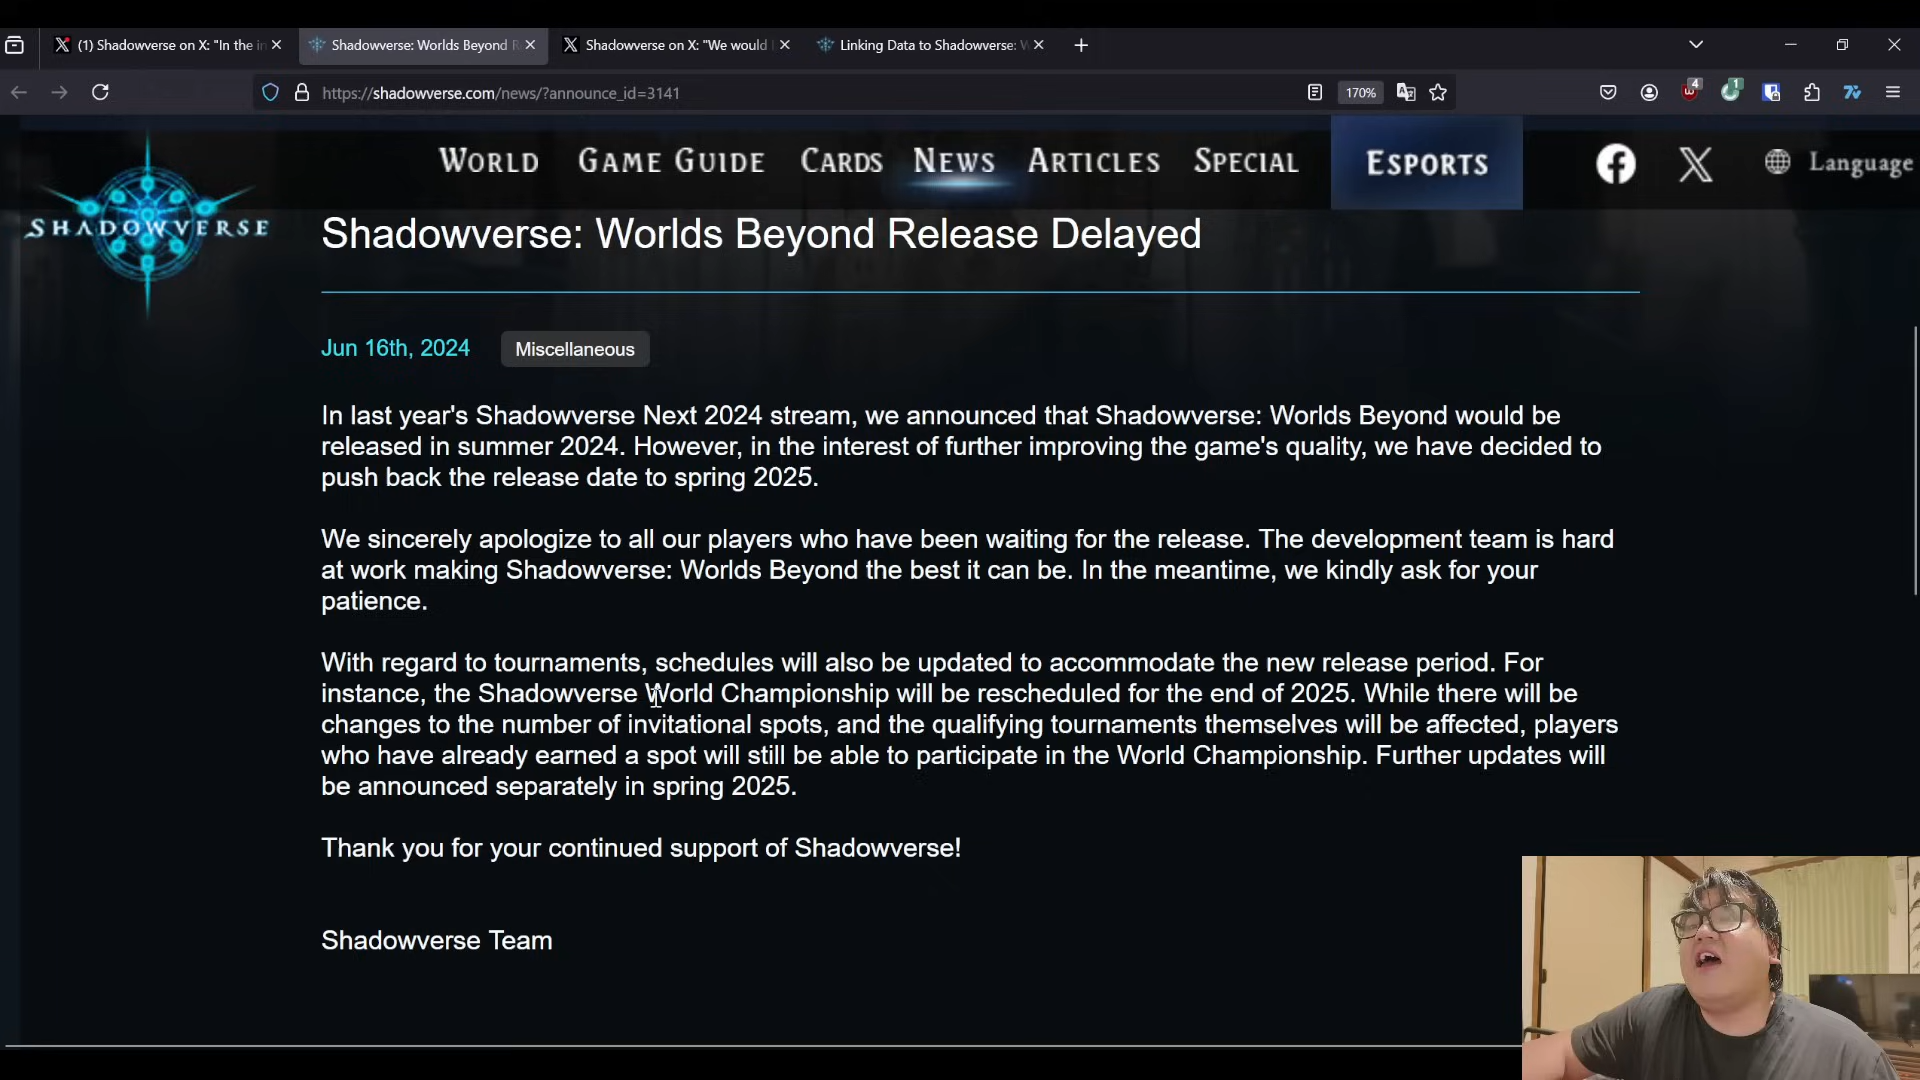 (1) Shadowverse on X: "In the in
Shadowverse: Worlds Beyond R
Shadowverse on X: "We would
Linking Data to Shadowverse: W
https://shadowverse.com/news/?announce_id=3141
170%
4
1
SHADOWVERSE
WORLD
GAME GUIDE
CARDS
NEWS
ARTICLES
SPECIAL
ESPORTS
Language
Shadowverse: Worlds Beyond Release Delayed
Jun 16th, 2024
Miscellaneous
In last year's Shadowverse Next 2024 stream, we announced that Shadowverse: Worlds Beyond would be
released in summer 2024. However, in the interest of further improving the game's quality, we have decided to
push back the release date to spring 2025.
We sincerely apologize to all our players who have been waiting for the release. The development team is hard
at work making Shadowverse: Worlds Beyond the best it can be. In the meantime, we kindly ask for your
patience.
With regard to tournaments, schedules will also be updated to accommodate the new release period. For
instance, the Shadowverse World Championship will be rescheduled for the end of 2025. While there will be
changes to the number of invitational spots, and the qualifying tournaments themselves will be affected, players
who have already earned a spot will still be able to participate in the World Championship. Further updates will
be announced separately in spring 2025.
Thank you for your continued support of Shadowverse!
Shadowverse Team